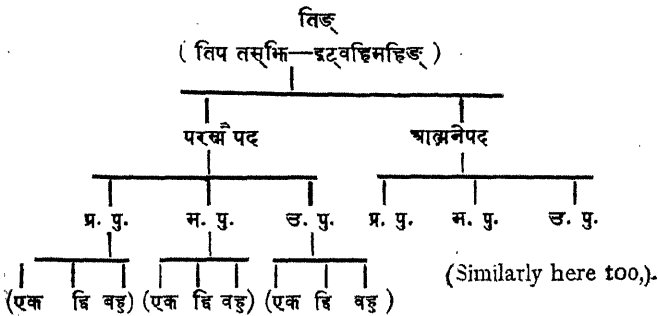 तिङ्
( तिप तस्झि—इट्वहिमहिङ् )
परस्मैपद आत्मनेपद
प्र. पु. म. पु. उ. पु. प्र. पु. म. पु. उ. पु.
(एक द्वि वहु) (एक द्वि वहु) (एक द्वि वहु ) (Similarly here too,).